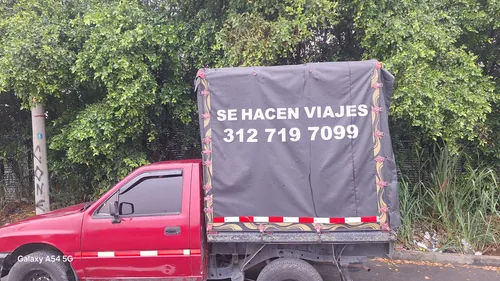 SE HACEN VIAJES
312 719 7099
Galaxy A54 5G